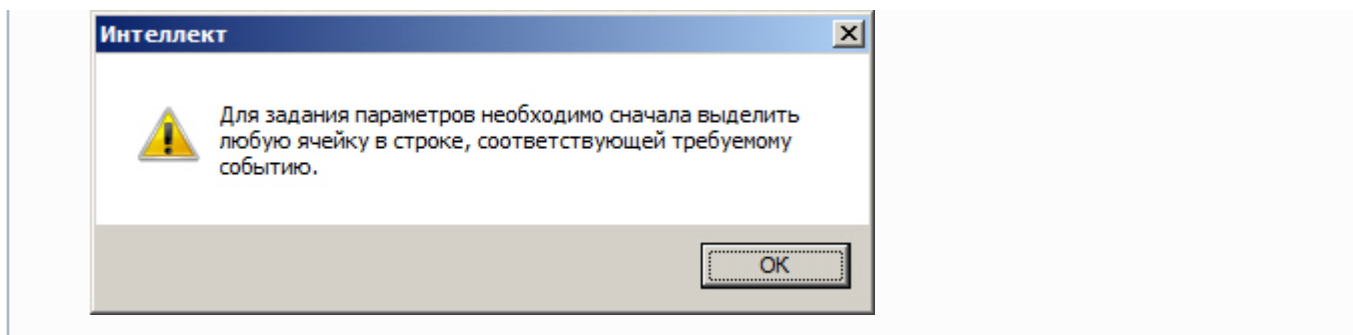 Интеллект
Для задания параметров необходимо сначала выделить
любую ячейку в строке, соответствующей требуемому
событию.
OK